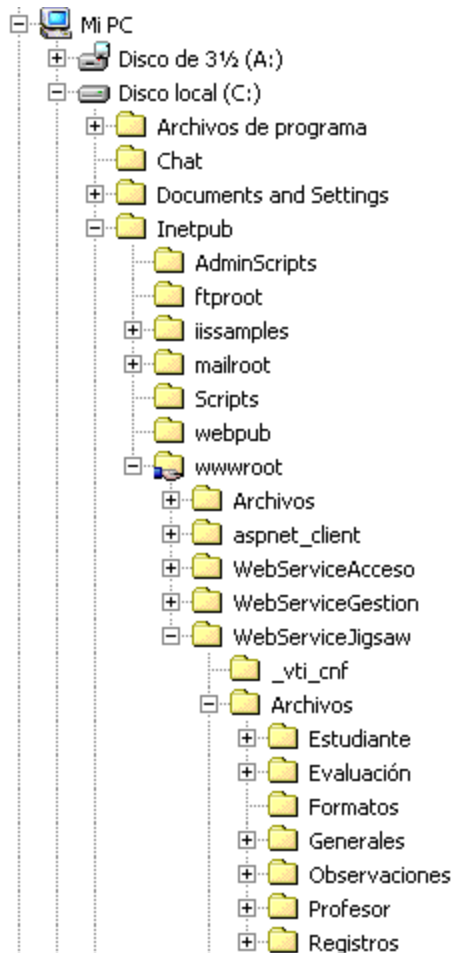 Mi PC
Disco de 3½ (A:)
Disco local (C:)
Archivos de programa
Chat
Documents and Settings
Inetpub
AdminScripts
ftproot
iissamples
mailroot
Scripts
webpub
wwwroot
Archivos
aspnet_client
WebServiceAcceso
WebServiceGestion
WebServiceJigsaw
_vti_cnf
Archivos
Estudiante
Evaluación
Formatos
Generales
Observaciones
Profesor
Registros